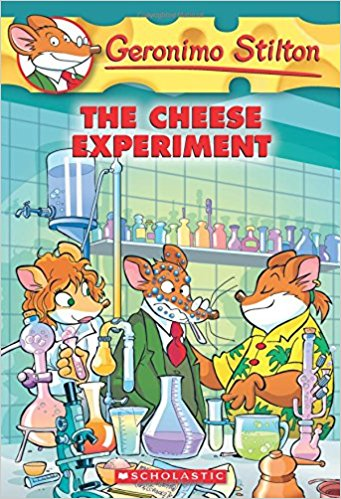 Geronimo Stilton
THE CHEESE
EXPERIMENT
SCHOLASTIC